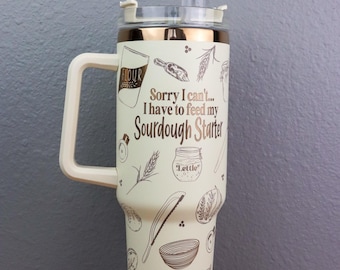 FLOUR
Sorry I can't...
I have to feed my
Sourdough Starter
"Lettie"